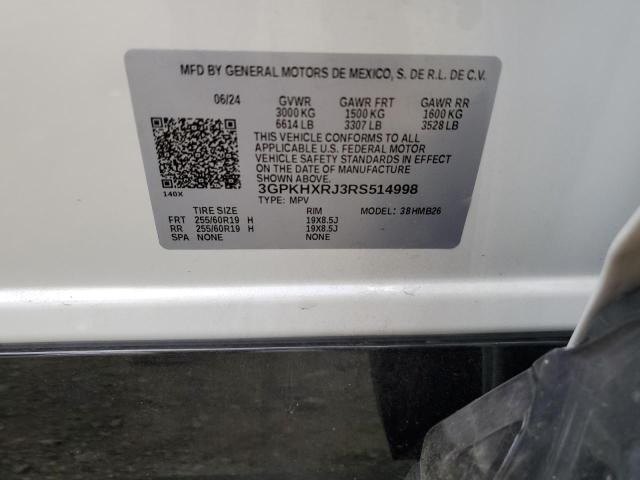 MFD BY GENERAL MOTORS DE MEXICO, S. DE R.L. DE C.V.
06/24 GVWR GAWR FRT GAWR RR
3000 KG 1500 KG 1600 KG
6614 LB 3307 LB 3528 LB
THIS VEHICLE CONFORMS TO ALL
APPLICABLE U.S. FEDERAL MOTOR
VEHICLE SAFETY STANDARDS IN EFFECT
ON THE DATE OF MANUFACTURE
SHOWN ABOVE.
140X 3GPKHXRJ3RS514998
TYPE: MPV MODEL: 38HMB26
TIRE SIZE RIM
FRT 255/60R19 H 19X8.5J
RR 255/60R19 H 19X8.5J
SPA NONE NONE